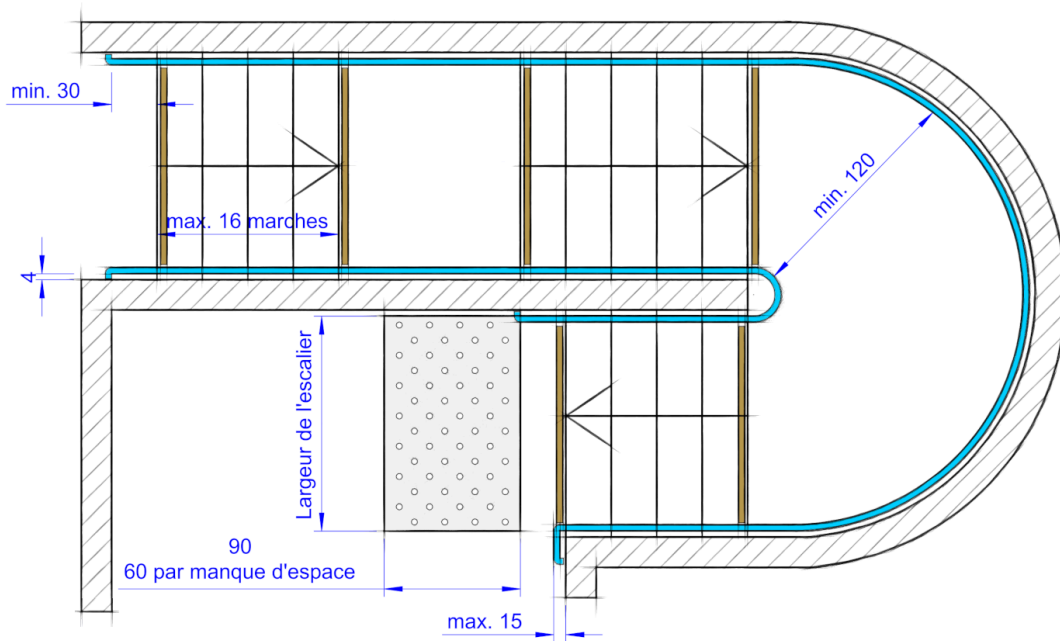 min. 30
min. 120
max. 16 marches
4
Largeur de l'escalier
90
60 par manque d'espace
max. 15